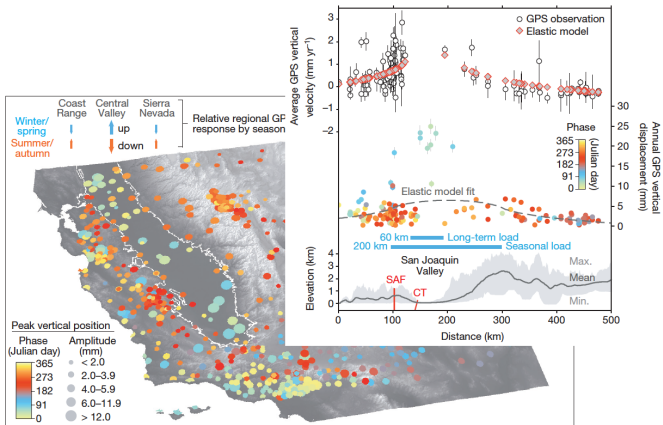 Coast Range
Central Valley
Sierra Nevada
Winter/spring
up
Summer/autumn
down
Relative regional GP
response by season
Peak vertical position
Phase (Julian day)
365
273
182
91
0
Amplitude (mm)
< 2.0
2.0–3.9
4.0–5.9
6.0–11.9
> 12.0
GPS observation
Elastic model
Average GPS vertical velocity (mm yr⁻¹)
4
3
2
1
0
−1
−2
Phase
365
273
182
91
0
(Julian day)
Annual GPS vertical displacement (mm)
30
25
20
15
10
5
0
Elastic model fit
60 km
Long-term load
200 km
Seasonal load
San Joaquin Valley
SAF
CT
Max.
Mean
Min.
Elevation (km)
4
3
2
1
0
0
100
200
300
400
500
Distance (km)